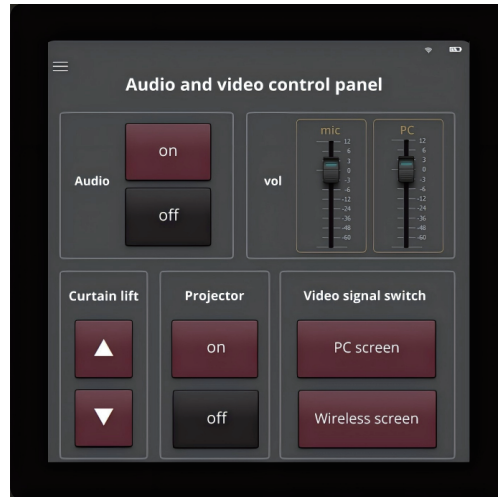 Audio and video control panel
Audio
on
off
vol
mic
12
6
3
0
-3
-6
-12
-24
-36
-48
-60
PC
12
6
3
0
-3
-6
-12
-24
-36
-48
-60
Curtain lift
Projector
on
off
Video signal switch
PC screen
Wireless screen